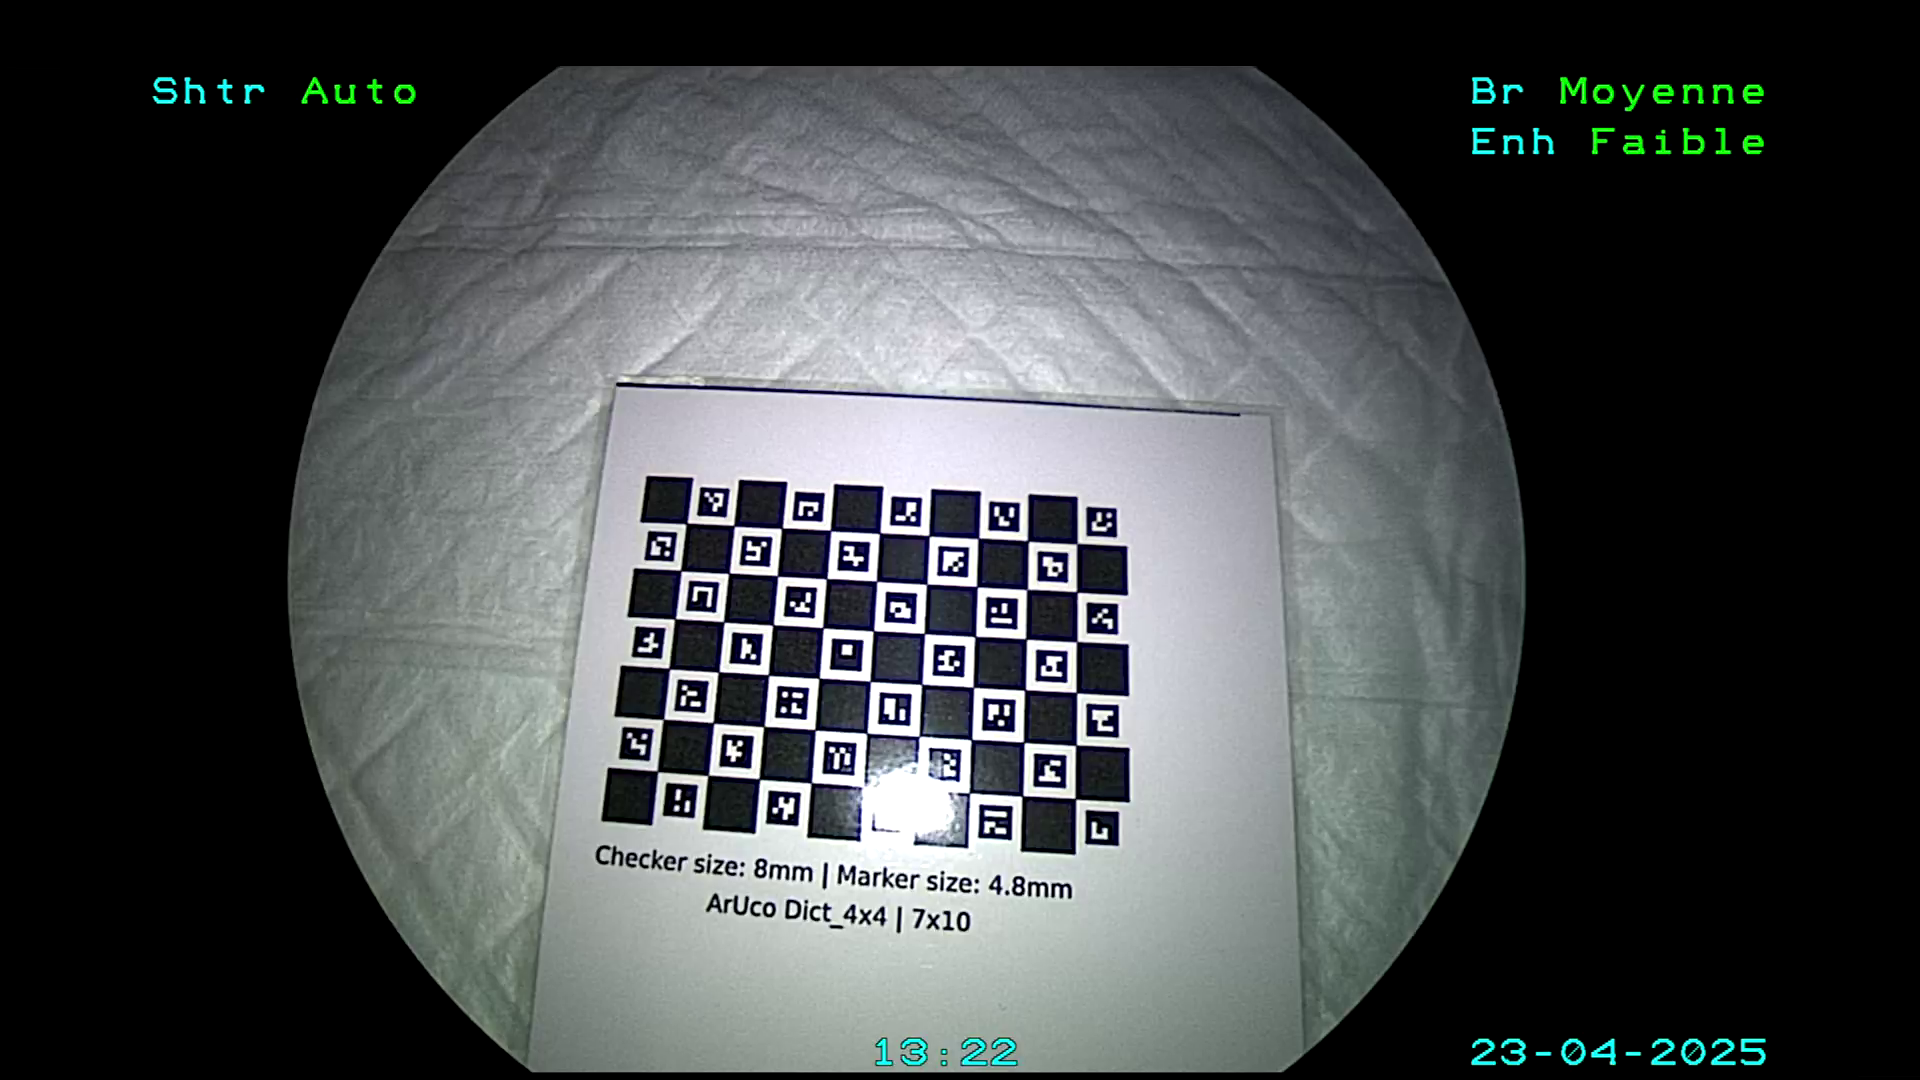 Shtr Auto
Br Moyenne
Enh Faible
Checker size: 8mm | Marker size: 4.8mm
ArUco Dict_4x4 | 7x10
13:22
23-04-2025